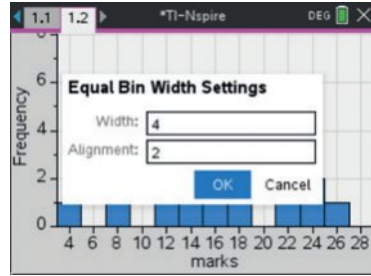 1.1 1.2 *TI-Nspire DEG
Equal Bin Width Settings
Width: 4
Alignment: 2
OK Cancel
Frequency
6
4
2
0
4 6 8 10 12 14 16 18 20 22 24 26 28
marks